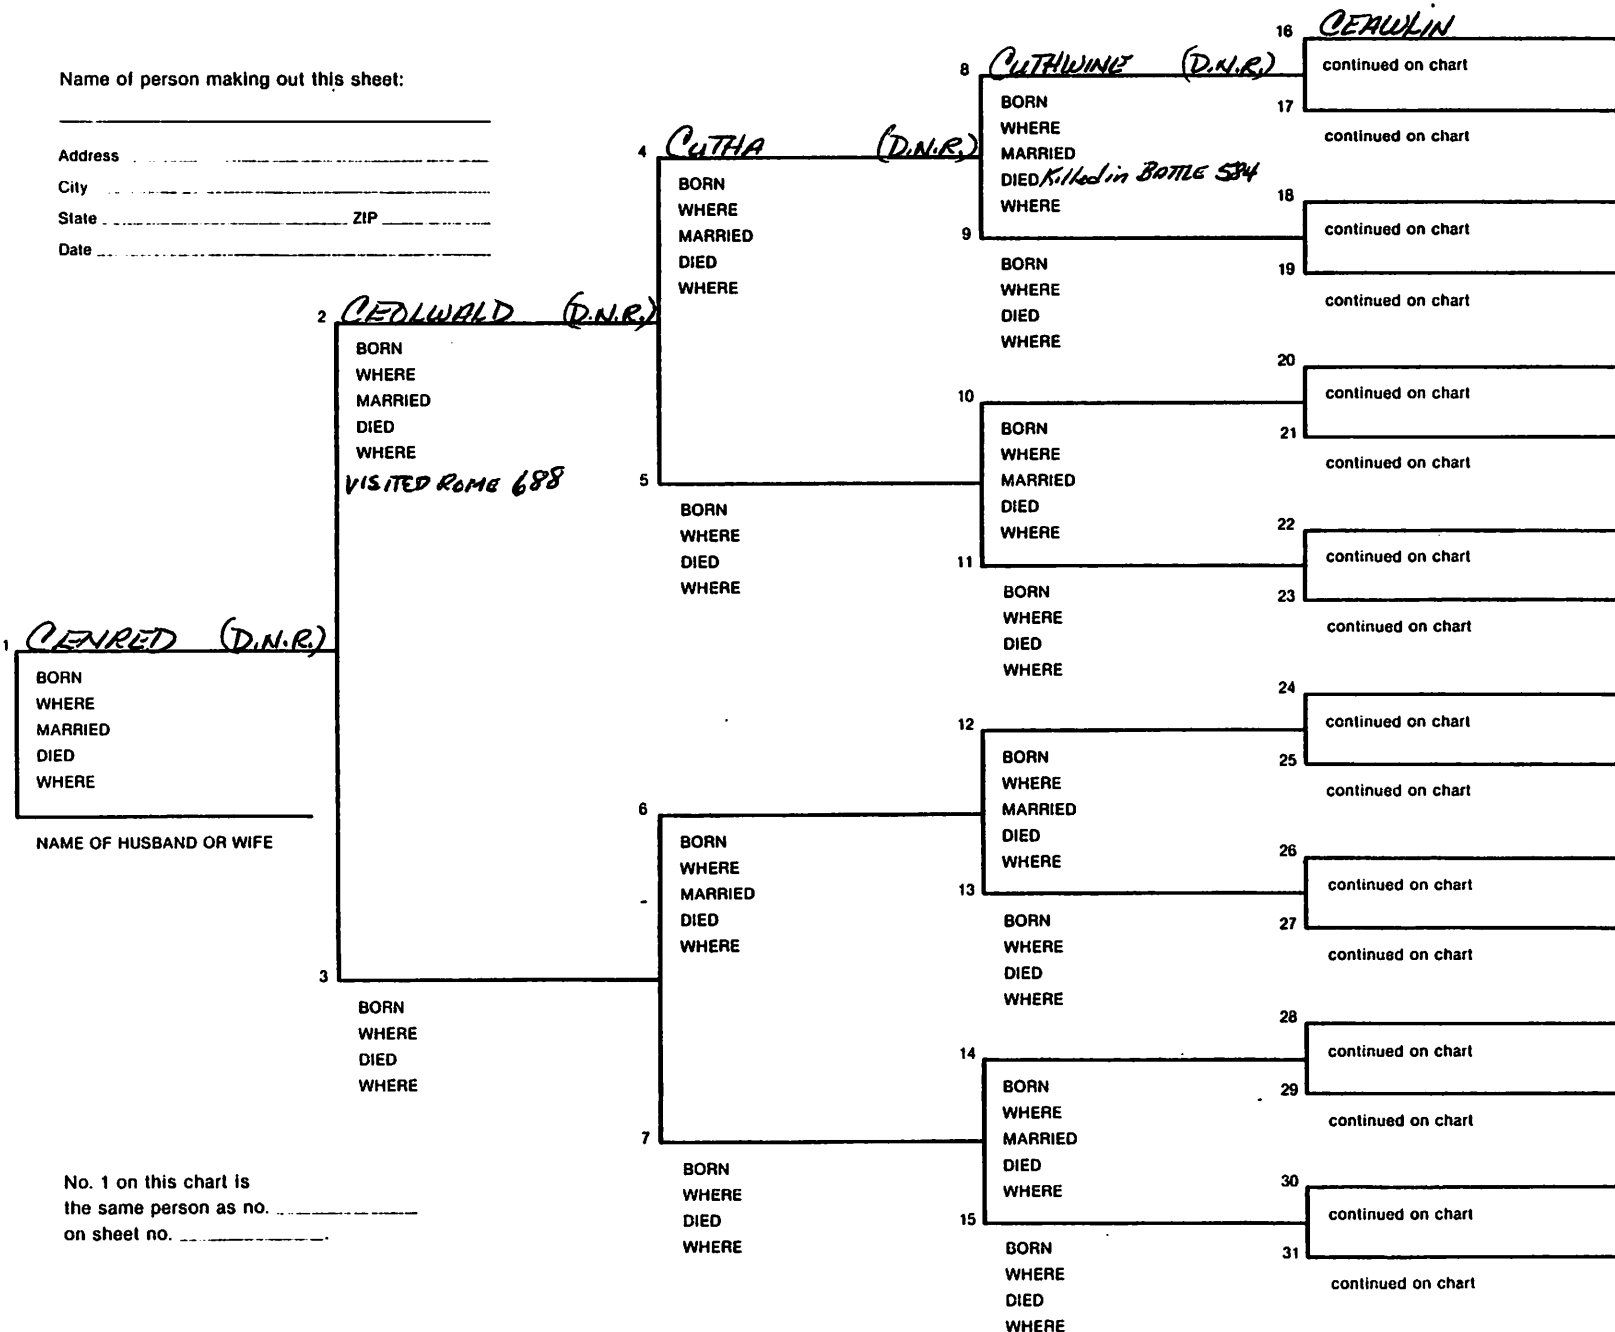 Name of person making out this sheet:
Address
City
State ZIP
Date
1 CENRED (D.N.R.)
BORN
WHERE
MARRIED
DIED
WHERE
NAME OF HUSBAND OR WIFE
No. 1 on this chart is
the same person as no.
on sheet no. .
2 CEOLWALD (D.N.R.)
BORN
WHERE
MARRIED
DIED
WHERE
VISITED ROME 688
3
BORN
WHERE
DIED
WHERE
4 CUTHA (D.N.R.)
BORN
WHERE
MARRIED
DIED
WHERE
5
BORN
WHERE
DIED
WHERE
6
BORN
WHERE
MARRIED
DIED
WHERE
7
BORN
WHERE
DIED
WHERE
8 CUTHWINE (D.N.R.)
BORN
WHERE
MARRIED
DIED Killed in BATTLE 584
WHERE
9
BORN
WHERE
DIED
WHERE
10
BORN
WHERE
MARRIED
DIED
WHERE
11
BORN
WHERE
DIED
WHERE
12
BORN
WHERE
MARRIED
DIED
WHERE
13
BORN
WHERE
DIED
WHERE
14
BORN
WHERE
MARRIED
DIED
WHERE
15
BORN
WHERE
DIED
WHERE
16 CEAWLIN
continued on chart
17
continued on chart
18
continued on chart
19
continued on chart
20
continued on chart
21
continued on chart
22
continued on chart
23
continued on chart
24
continued on chart
25
continued on chart
26
continued on chart
27
continued on chart
28
continued on chart
29
continued on chart
30
continued on chart
31
continued on chart